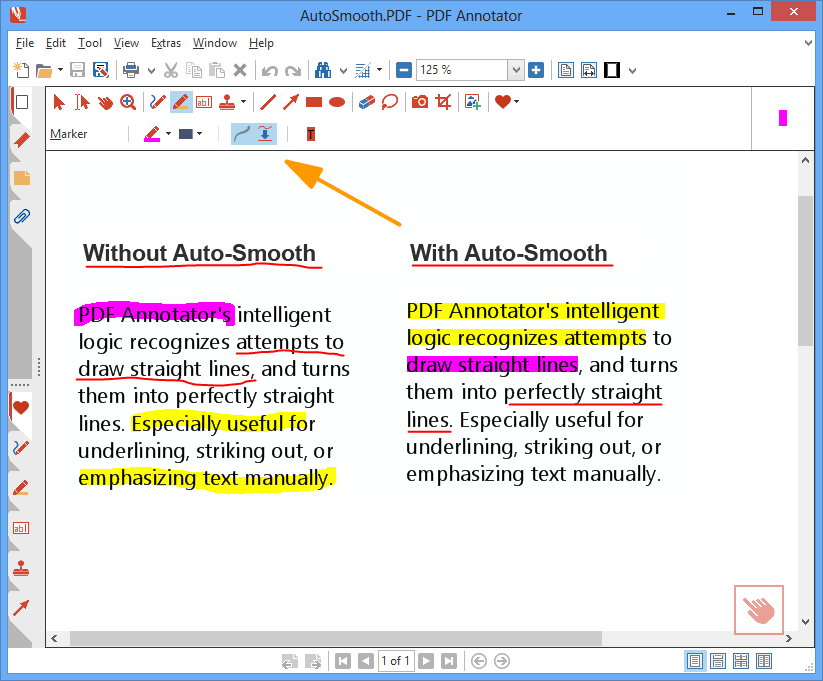 AutoSmooth.PDF - PDF Annotator
File Edit Tool View Extras Window Help
125 %
abI
Marker
T
Without Auto-Smooth
PDF Annotator's intelligent
logic recognizes attempts to
draw straight lines, and turns
them into perfectly straight
lines. Especially useful for
underlining, striking out, or
emphasizing text manually.
With Auto-Smooth
PDF Annotator's intelligent
logic recognizes attempts to
draw straight lines, and turns
them into perfectly straight
lines. Especially useful for
underlining, striking out, or
emphasizing text manually.
abI
1 of 1